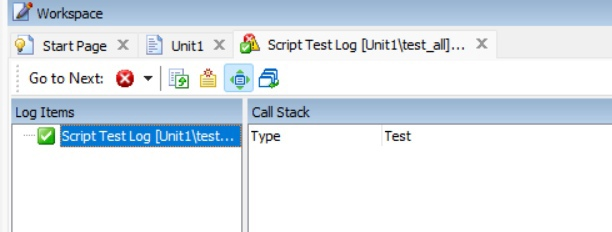 Workspace
Start Page X Unit1 X Script Test Log [Unit1\test_all]... X
Go to Next:
Log Items Call Stack
Script Test Log [Unit1\test... Type Test